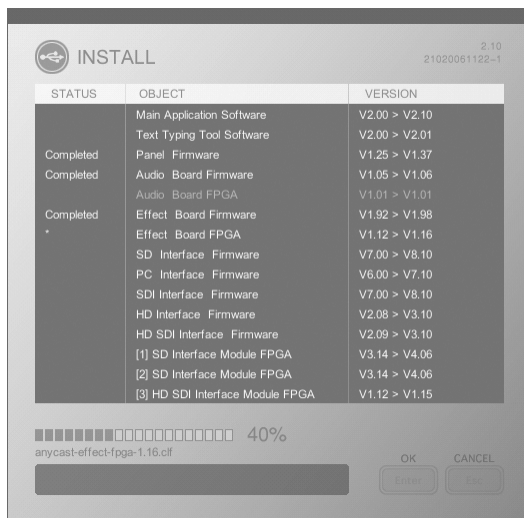 INSTALL
2.10
21020061122-1
STATUS OBJECT VERSION
Main Application Software V2.00 > V2.10
Text Typing Tool Software V2.00 > V2.01
Completed Panel Firmware V1.25 > V1.37
Completed Audio Board Firmware V1.05 > V1.06
Audio Board FPGA V1.01 > V1.01
Completed Effect Board Firmware V1.92 > V1.98
* Effect Board FPGA V1.12 > V1.16
SD Interface Firmware V7.00 > V8.10
PC Interface Firmware V6.00 > V7.10
SDI Interface Firmware V7.00 > V8.10
HD Interface Firmware V2.08 > V3.10
HD SDI Interface Firmware V2.09 > V3.10
[1] SD Interface Module FPGA V3.14 > V4.06
[2] SD Interface Module FPGA V3.14 > V4.06
[3] HD SDI Interface Module FPGA V1.12 > V1.15
40%
anycast-effect-fpga-1.16.clf
OK CANCEL
Enter Esc